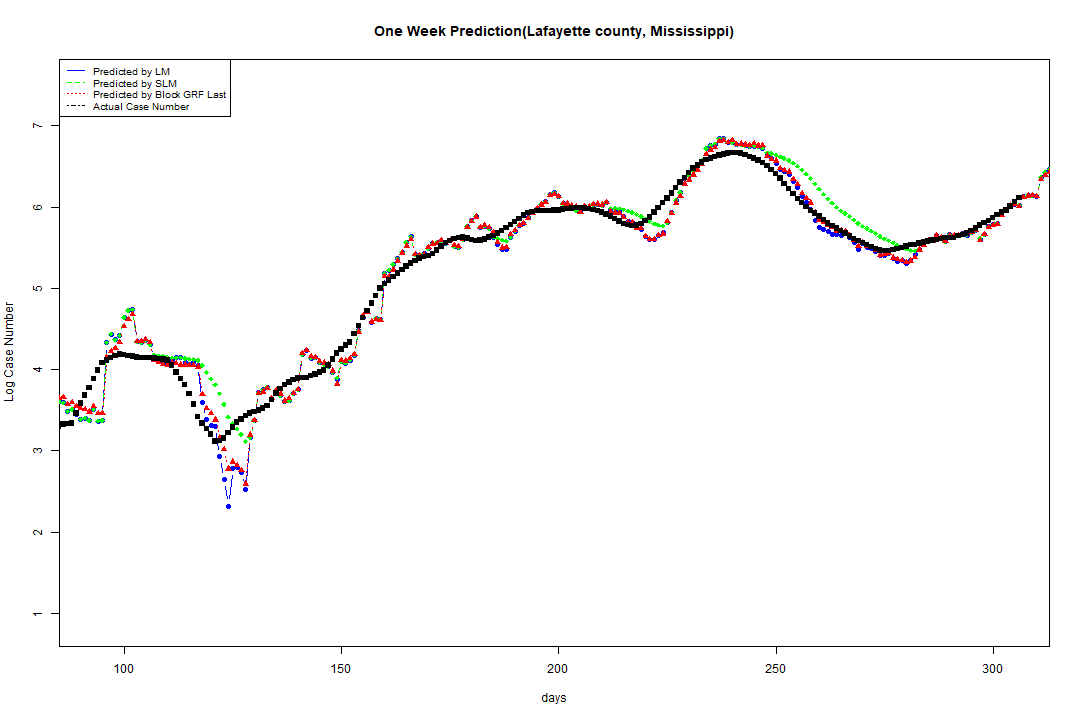 One Week Prediction(Lafayette county, Mississippi)
Predicted by LM
Predicted by SLM
Predicted by Block GRF Last
Actual Case Number
Log Case Number
7
6
5
4
3
2
1
100 150 200 250 300
days